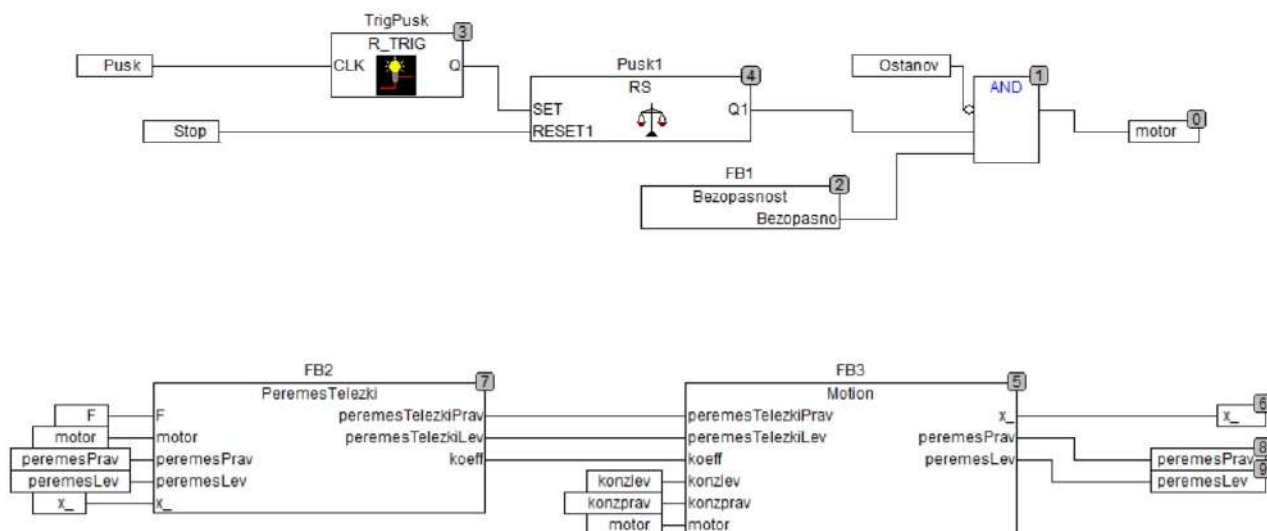 TrigPusk
3
R_TRIG
Pusk
CLK
Q
Pusk1
4
RS
SET
Q1
RESET1
Stop
Ostanov
1
AND
0
motor
FB1
2
Bezopasnost
Bezopasno
FB2
7
PeremesTelezki
F
F
peremesTelezkiPrav
motor
motor
peremesTelezkiLev
peremesPrav
peremesPrav
koeff
peremesLev
peremesLev
x_
x_
FB3
5
Motion
peremesTelezkiPrav
x_
6
x_
peremesTelezkiLev
peremesPrav
8
peremesPrav
koeff
peremesLev
9
peremesLev
konzlev
konzlev
konzprav
konzprav
motor
motor